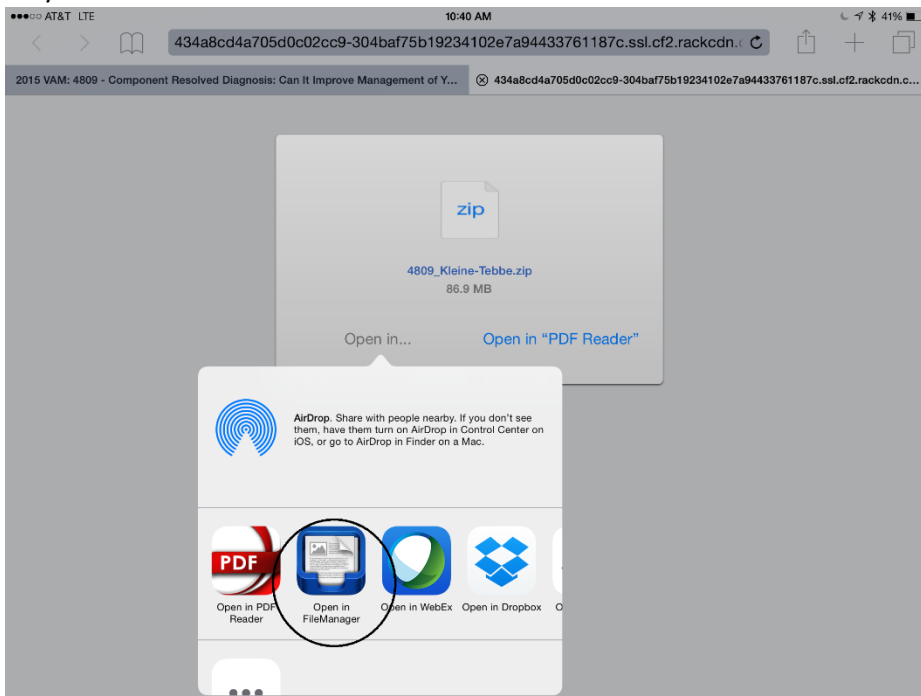 AT&T LTE
10:40 AM
41%
434a8cd4a705d0c02cc9-304baf75b19234102e7a94433761187c.ssl.cf2.rackcdn.c
2015 VAM: 4809 - Component Resolved Diagnosis: Can It Improve Management of Y...
434a8cd4a705d0c02cc9-304baf75b19234102e7a94433761187c.ssl.cf2.rackcdn.c...
zip
4809_Kleine-Tebbe.zip
86.9 MB
Open in...
Open in “PDF Reader”
AirDrop. Share with people nearby. If you don't see
them, have them turn on AirDrop in Control Center on
iOS, or go to AirDrop in Finder on a Mac.
PDF
Open in PDF
Reader
Open in
FileManager
Open in WebEx
Open in Dropbox
O